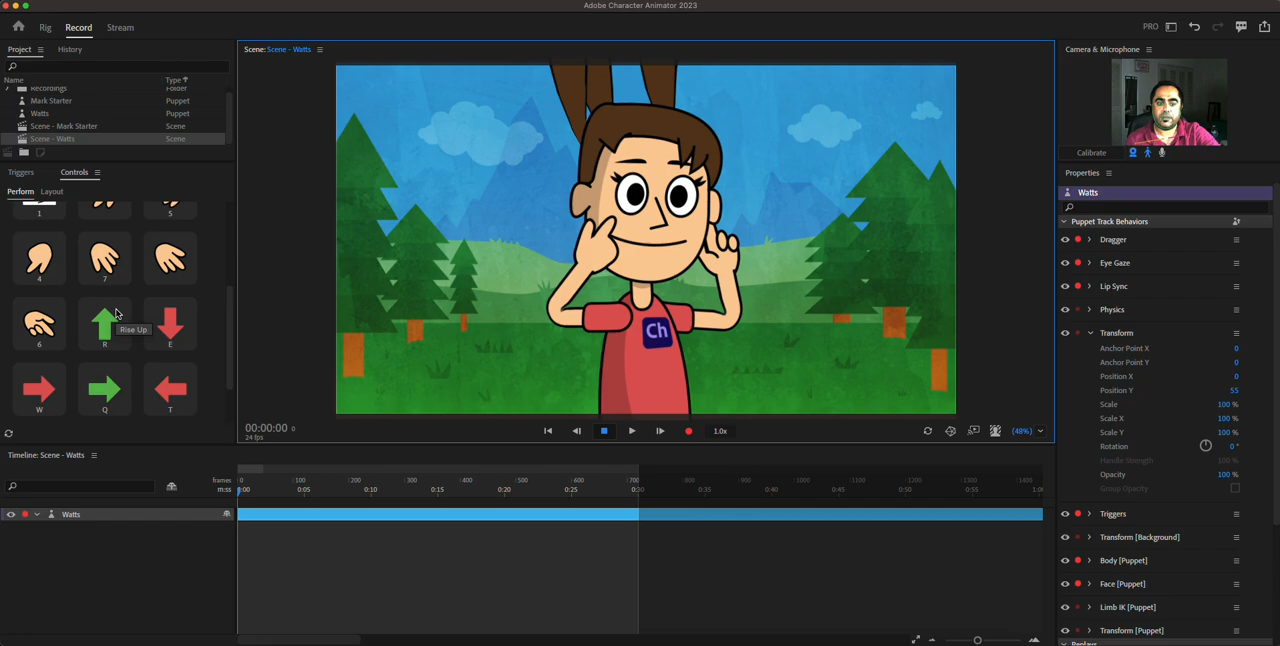 Adobe Character Animator 2023
Rig Record Stream PRO
Project History
Name Type
Recordings Folder
Mark Starter Puppet
Watts Puppet
Scene - Mark Starter Scene
Scene - Watts Scene
Triggers Controls
Perform Layout
1 5
4 7
6 R E
Rise Up
W Q T
Scene: Scene - Watts
Ch
00:00:00 0
24 fps
1.0x
(48%)
Camera & Microphone
Calibrate
Properties
Watts
Puppet Track Behaviors
Dragger
Eye Gaze
Lip Sync
Physics
Transform
Anchor Point X 0
Anchor Point Y 0
Position X 0
Position Y 55
Scale 100 %
Scale X 100 %
Scale Y 100 %
Rotation 0 °
Handle Strength 100 %
Opacity 100 %
Group Opacity
Triggers
Transform [Background]
Body [Puppet]
Face [Puppet]
Limb IK [Puppet]
Transform [Puppet]
Replays
Timeline: Scene - Watts
frames 0 100 200 300 400 500 600 700 800 900 1000 1100 1200 1300 1400
m:ss 0:00 0:05 0:10 0:15 0:20 0:25 0:20 0:35 0:40 0:45 0:50 0:55 1:0
Watts